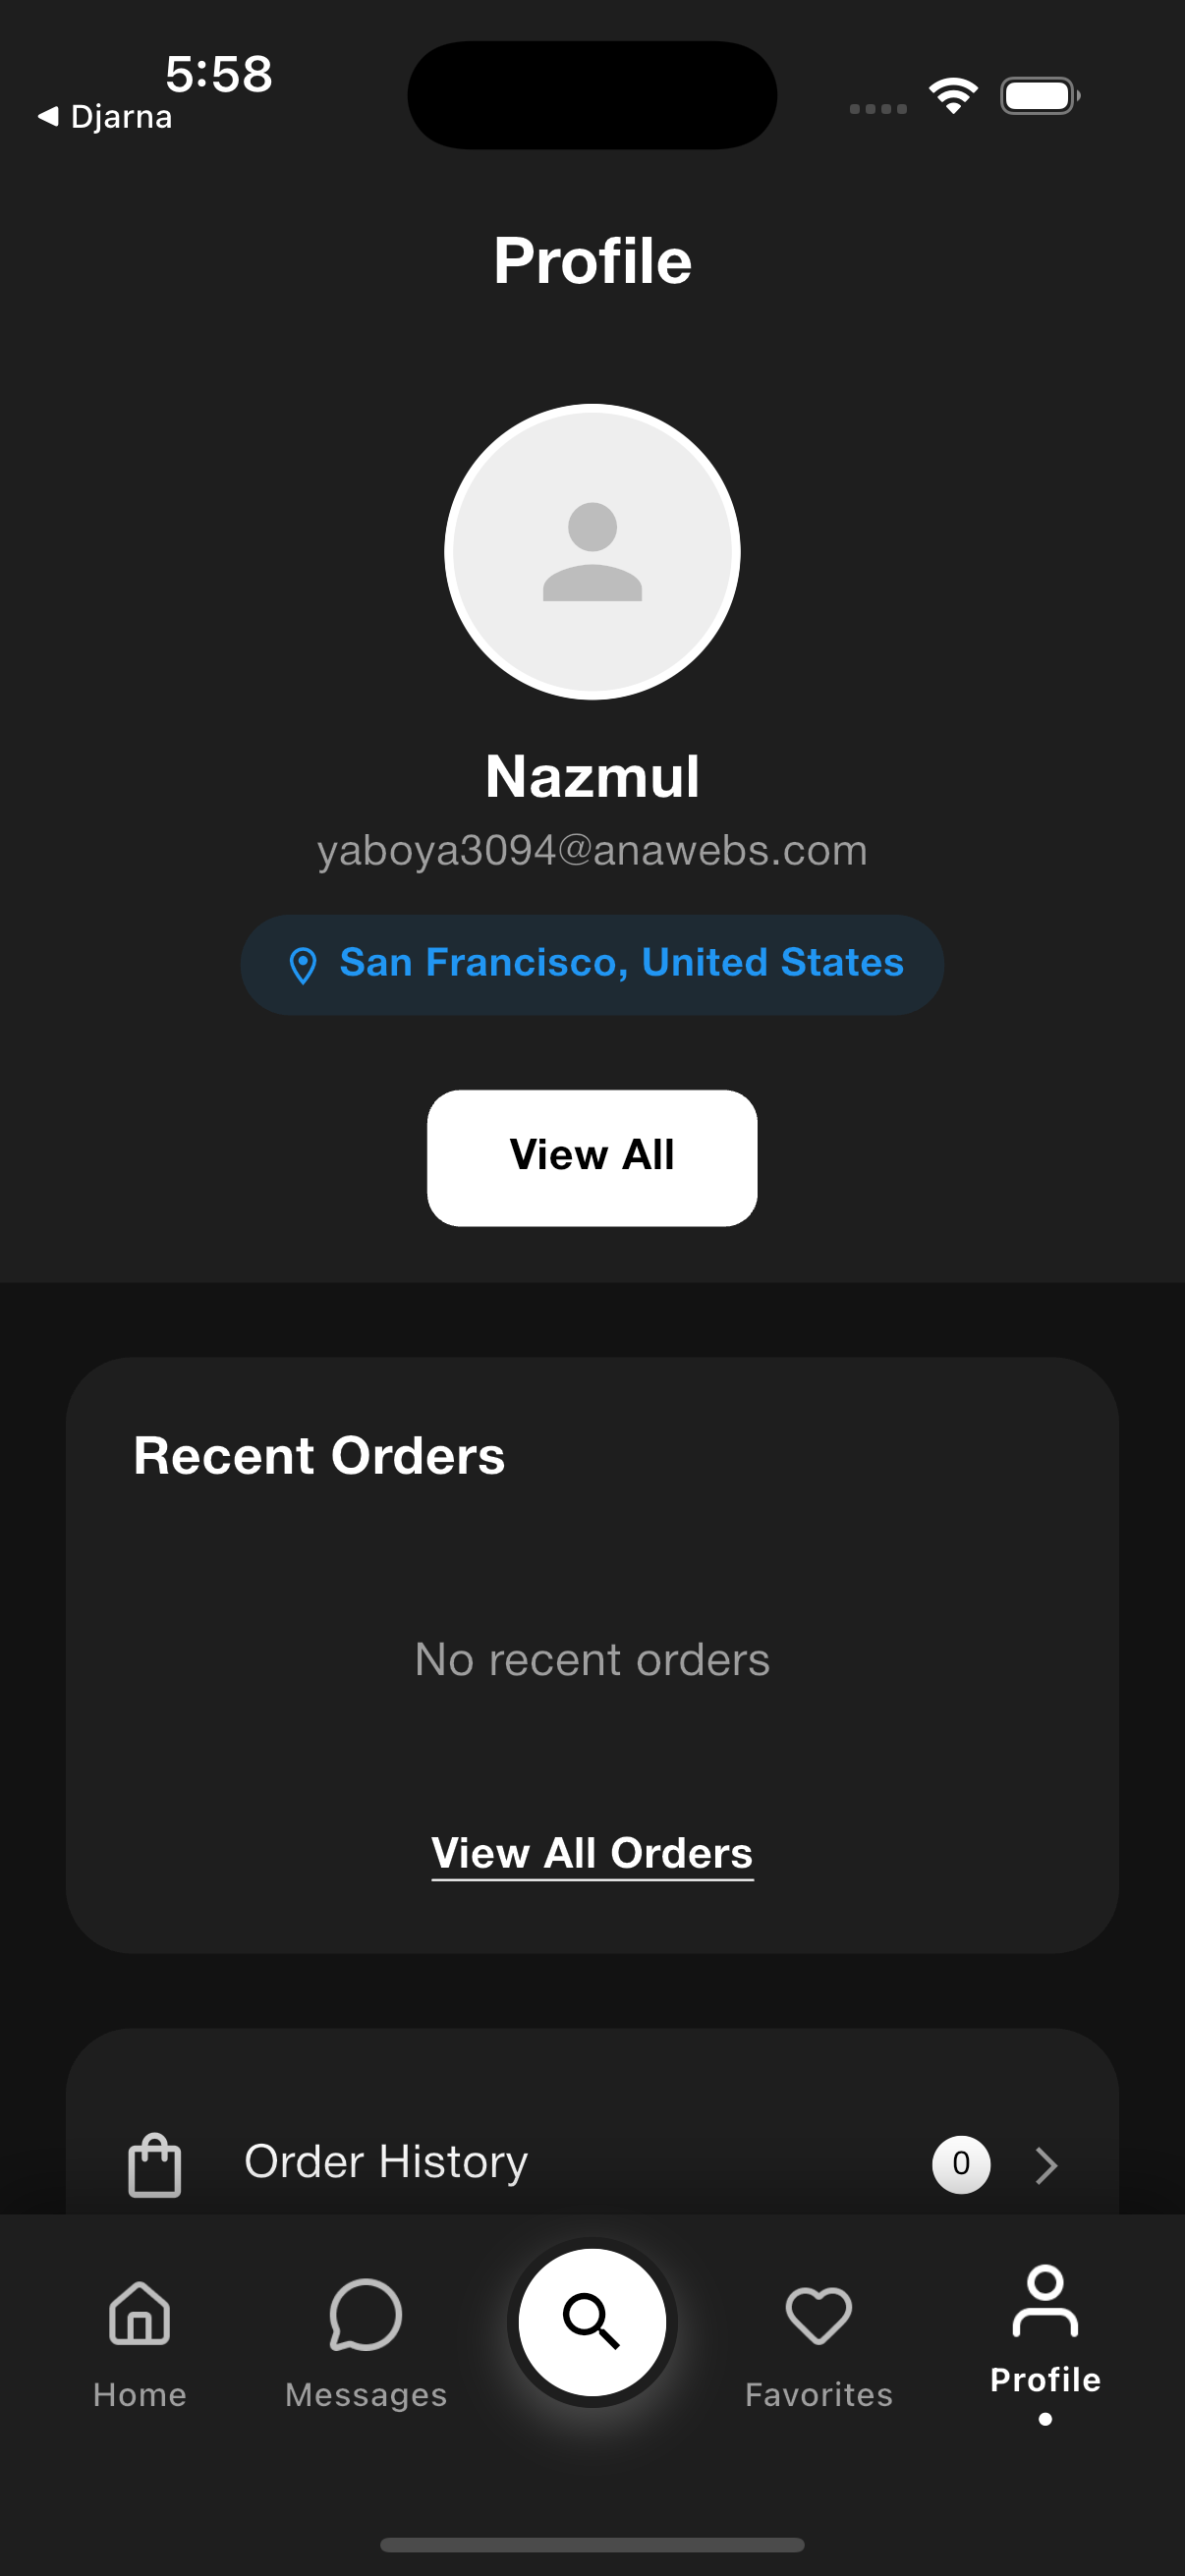 5:58
Djarna
Profile
Nazmul
yaboya3094@anawebs.com
San Francisco, United States
View All
Recent Orders
No recent orders
View All Orders
Order History
0
Home
Messages
Favorites
Profile